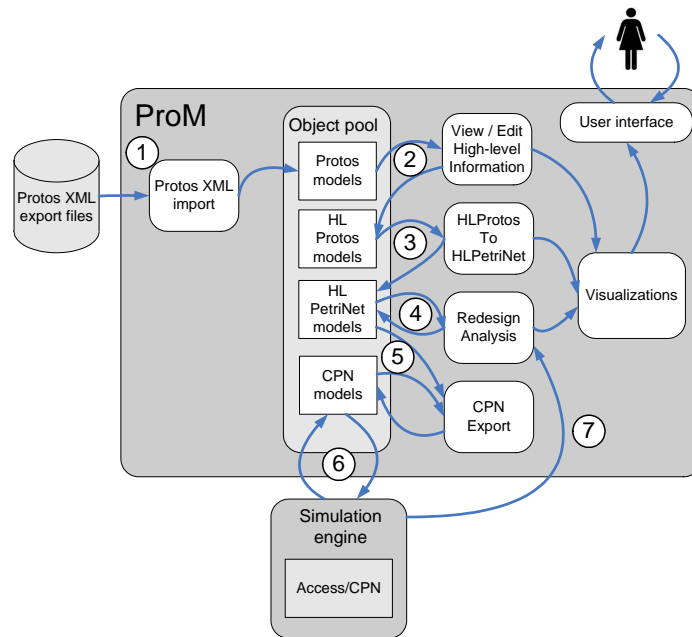 ProM
Object pool
User interface
1
Protos XML
export files
Protos XML
import
Protos
models
2
View / Edit
High-level
Information
HL
Protos
models
3
HLProtos
To
HLPetriNet
HL
PetriNet
models
4
Redesign
Analysis
Visualizations
5
CPN
models
CPN
Export
6
7
Simulation
engine
Access/CPN